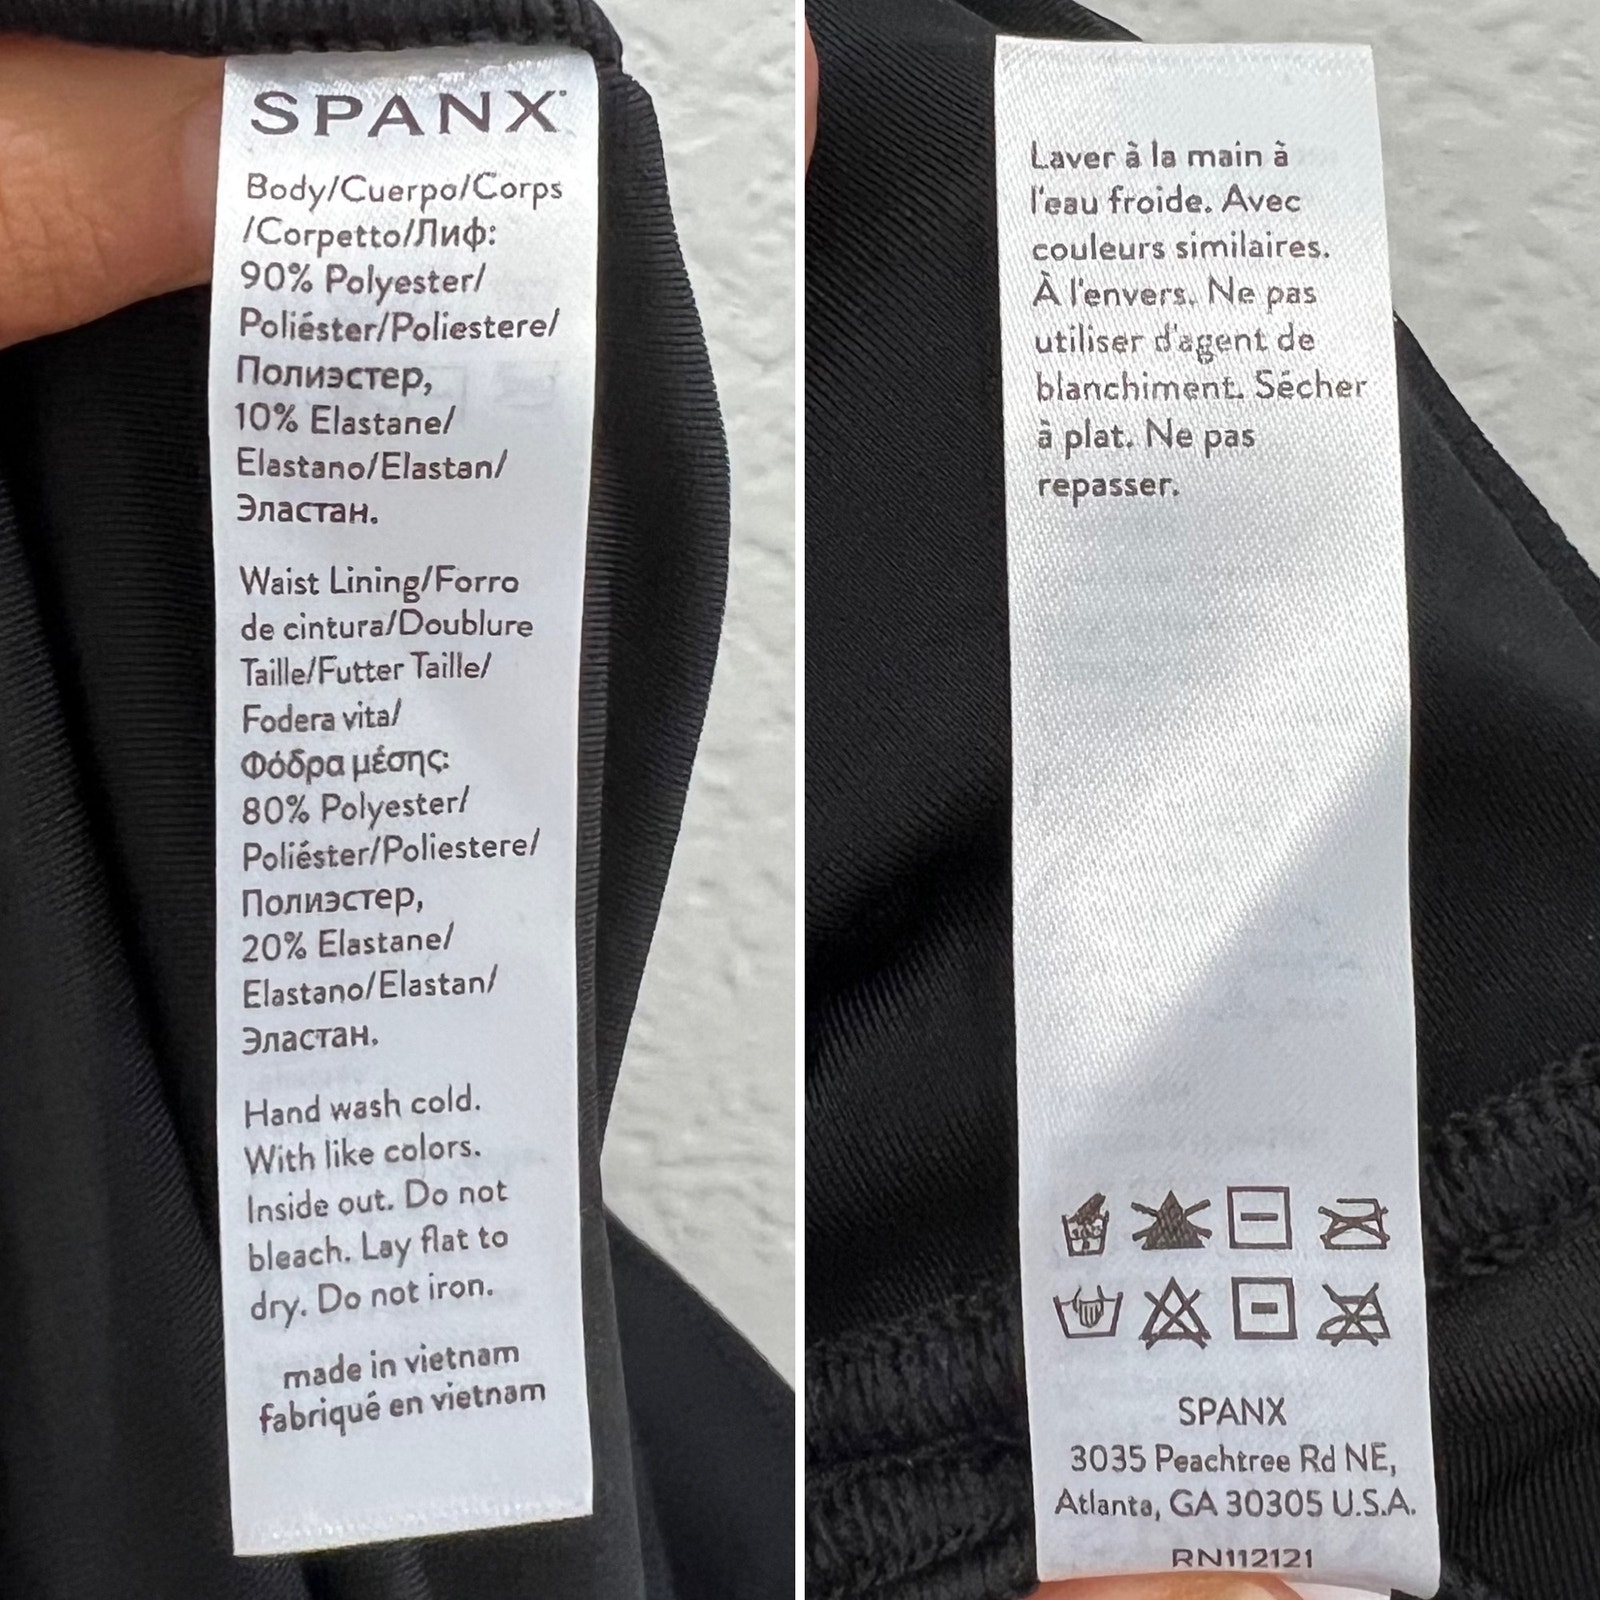 SPANX
Body/Cuerpo/Corps
/Corpetto/Лиф:
90% Polyester/
Poliéster/Poliestere/
Полиэстер,
10% Elastane/
Elastano/Elastan/
Эластан.
Waist Lining/Forro
de cintura/Doublure
Taille/Futter Taille/
Fodera vita/
Φόδρα μέσης:
80% Polyester/
Poliéster/Poliestere/
Полиэстер,
20% Elastane/
Elastano/Elastan/
Эластан.
Hand wash cold.
With like colors.
Inside out. Do not
bleach. Lay flat to
dry. Do not iron.
made in vietnam
fabriqué en vietnam
Laver à la main à
l'eau froide. Avec
couleurs similaires.
À l'envers. Ne pas
utiliser d'agent de
blanchiment. Sécher
à plat. Ne pas
repasser.
SPANX
3035 Peachtree Rd NE,
Atlanta, GA 30305 U.S.A.
RN112121